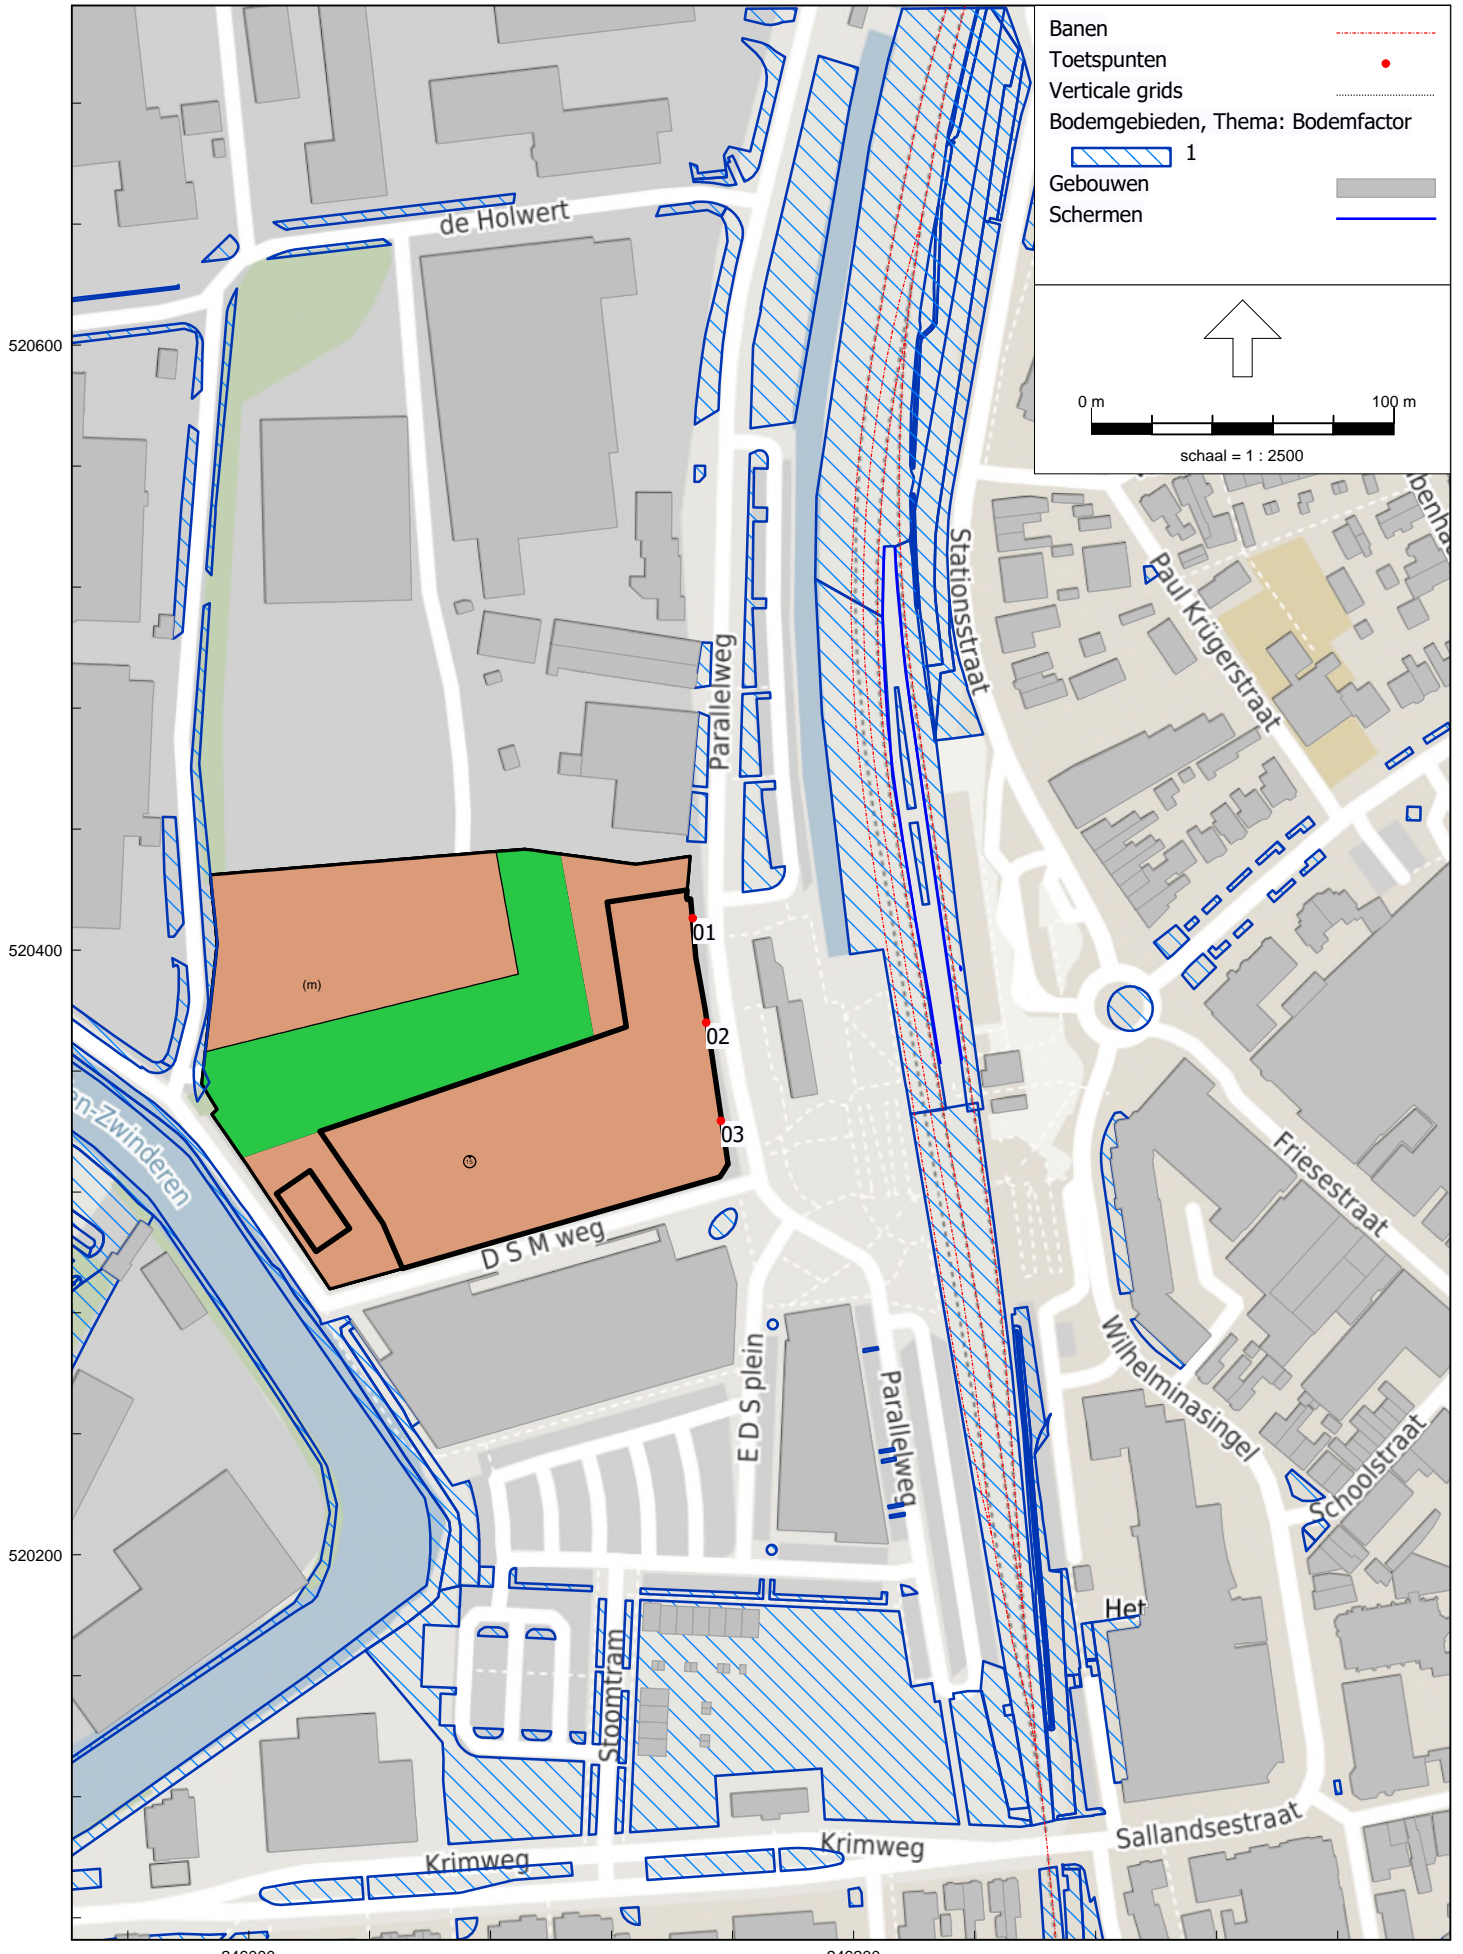 Banen
Toetspunten
Verticale grids
Bodemgebieden, Thema: Bodemfactor
1
Gebouwen
Schermen
0 m
100 m
schaal = 1 : 2500
de Holwert
520600
Stationsstraat
Paul Krügerstraat
Parallelweg
01
520400
(m)
02
03
15
D S M weg
Friesestraat
Wilhelminasingel
E D S plein
Parallelweg
Schoolstraat
520200
Het
Stoomtram
Krimweg
Krimweg
Sallandsestraat